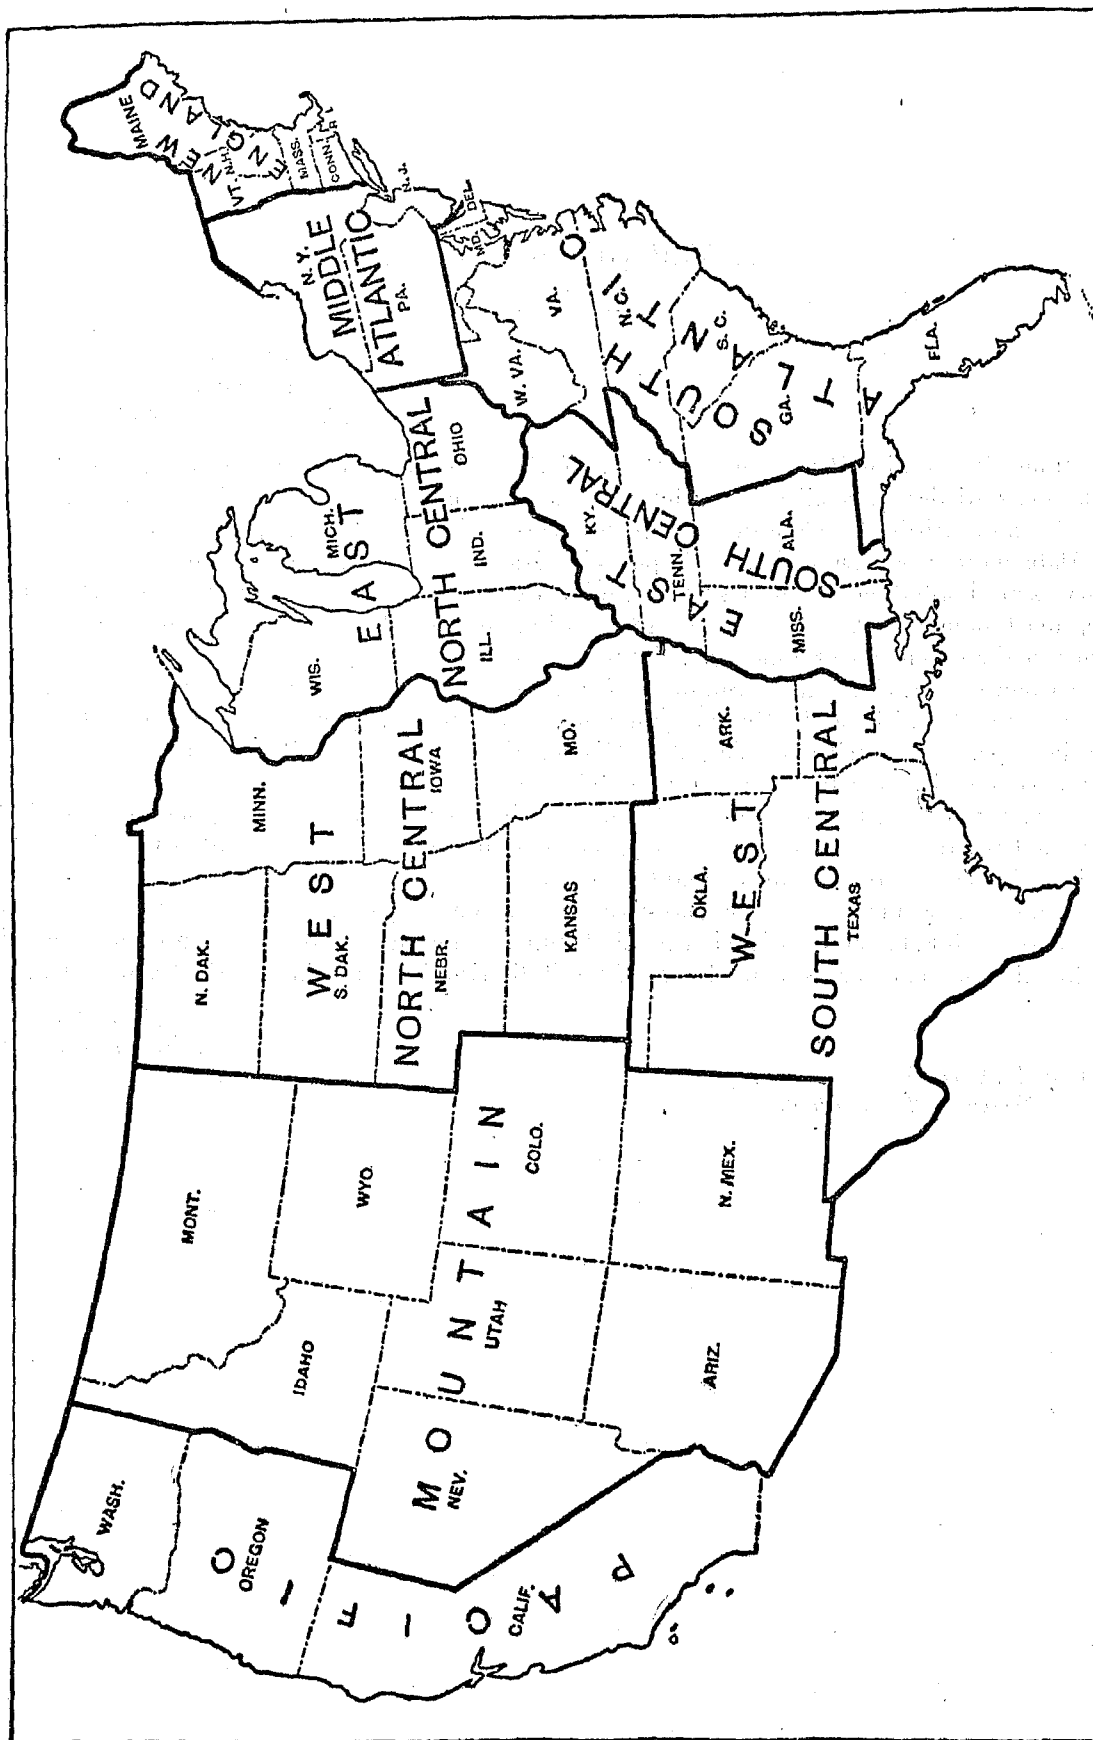 WASH.
OREGON
CALIF.
PACIFIC
NEV.
IDAHO
MONT.
WYO.
UTAH
COLO.
ARIZ.
N. MEX.
MOUNTAIN
N. DAK.
S. DAK.
NEBR.
KANSAS
MINN.
IOWA
MO.
WEST
NORTH CENTRAL
WIS.
MICH.
ILL.
IND.
OHIO
EAST
NORTH CENTRAL
OKLA.
TEXAS
ARK.
LA.
WEST
SOUTH CENTRAL
KY.
TENN.
MISS.
ALA.
EAST
SOUTH CENTRAL
W. VA.
VA.
MD.
DEL.
N.C.
S. C.
GA.
FLA.
SOUTH
ATLANTIC
N. Y.
PA.
N.J.
MIDDLE
ATLANTIC
MAINE
VT.
N.H.
MASS.
CONN.
R I
NEW
ENGLAND